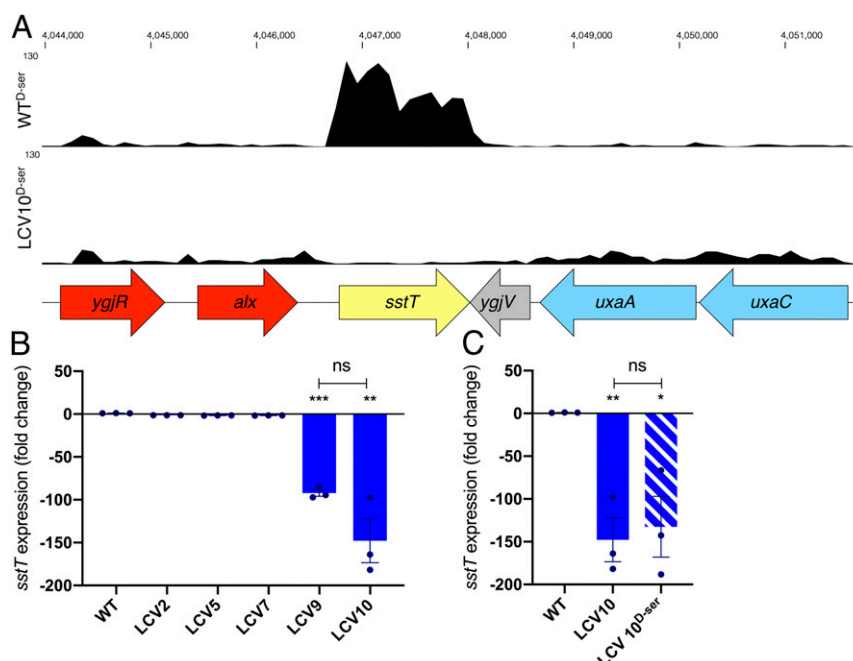 A
4,044,000 4,045,000 4,046,000 4,047,000 4,048,000 4,049,000 4,050,000 4,051,000
130
WT^D-ser
130
LCV10^D-ser
ygjR alx sstT ygjV uxaA uxaC
B
ns
*** **
50
0
-50
-100
-150
-200
sstT expression (fold change)
WT LCV2 LCV5 LCV7 LCV9 LCV10
C
ns
** *
50
0
-50
-100
-150
-200
sstT expression (fold change)
WT LCV10 LCV 10^D-ser